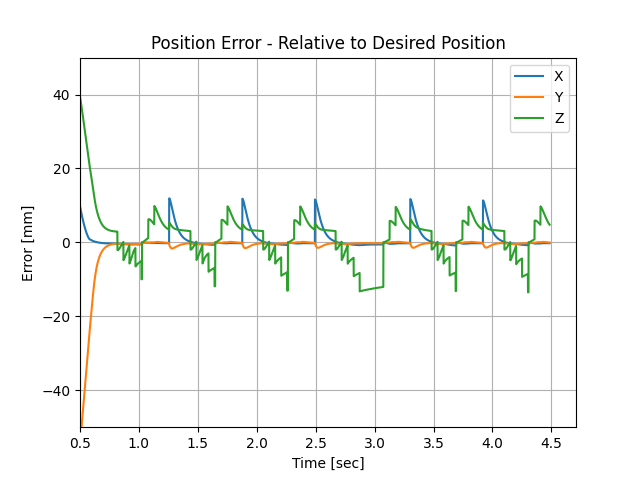 Position Error - Relative to Desired Position
X
Y
Z
Error [mm]
40
20
0
−20
−40
0.5 1.0 1.5 2.0 2.5 3.0 3.5 4.0 4.5
Time [sec]